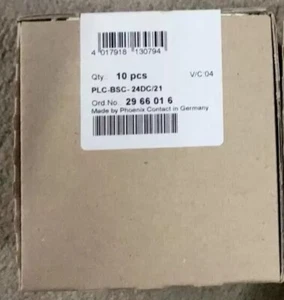 4 017918 130794
Qty.: 10 pcs V/C:04
PLC-BSC- 24DC/21
Ord.No.: 29 66 01 6
Made by Phoenix Contact in Germany